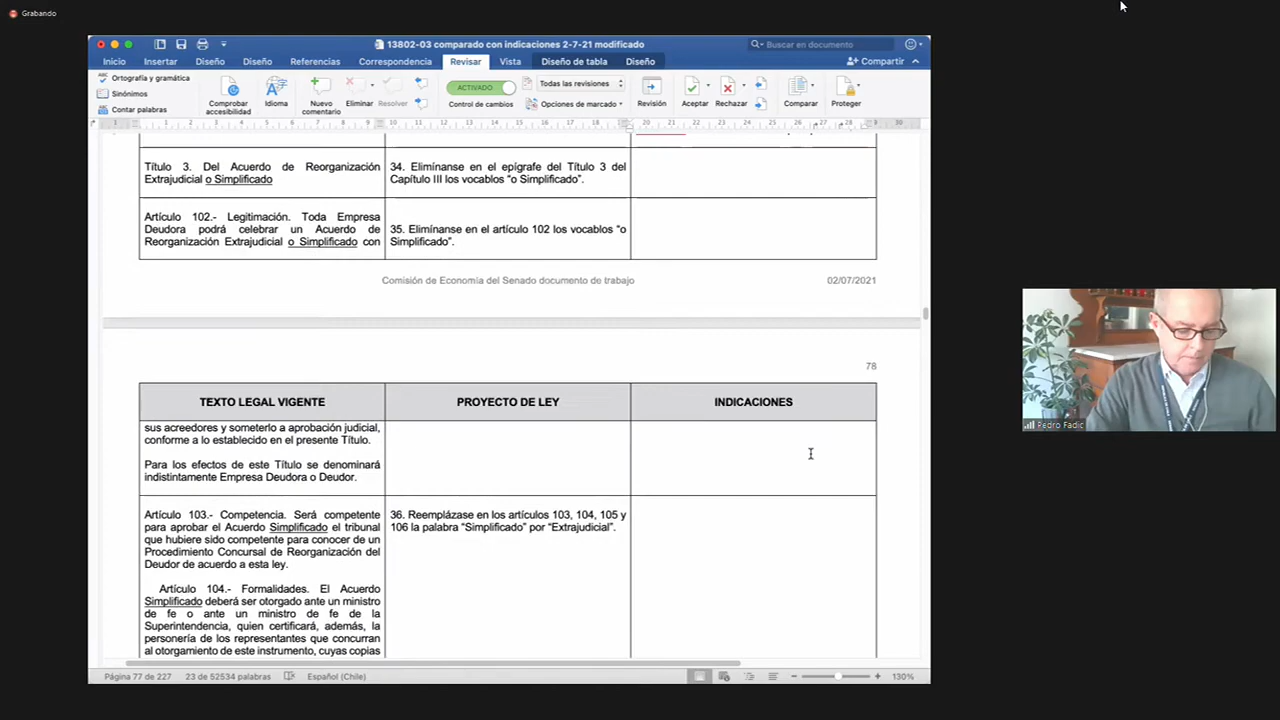 Grabando
13802-03 comparado con indicaciones 2-7-21 modificado
Buscar en documento
Inicio Insertar Diseño Diseño Referencias Correspondencia Revisar Vista Diseño de tabla Diseño
Compartir
Ortografía y gramática
Sinónimos
Contar palabras
Comprobar accesibilidad
Idioma
Nuevo comentario
Eliminar
Resolver
ACTIVADO
Control de cambios
Todas las revisiones
Opciones de marcado
Revisión
Aceptar
Rechazar
Comparar
Proteger
Título 3. Del Acuerdo de Reorganización
Extrajudicial o Simplificado
34. Elimínanse en el epígrafe del Título 3 del
Capítulo III los vocablos “o Simplificado”.
Artículo 102.- Legitimación. Toda Empresa
Deudora podrá celebrar un Acuerdo de
Reorganización Extrajudicial o Simplificado con
35. Elimínanse en el artículo 102 los vocablos “o
Simplificado”.
Comisión de Economía del Senado documento de trabajo 02/07/2021
78
TEXTO LEGAL VIGENTE PROYECTO DE LEY INDICACIONES
sus acreedores y someterlo a aprobación judicial,
conforme a lo establecido en el presente Título.
Para los efectos de este Título se denominará
indistintamente Empresa Deudora o Deudor.
Artículo 103.- Competencia. Será competente
para aprobar el Acuerdo Simplificado el tribunal
que hubiere sido competente para conocer de un
Procedimiento Concursal de Reorganización del
Deudor de acuerdo a esta ley.
Artículo 104.- Formalidades. El Acuerdo
Simplificado deberá ser otorgado ante un ministro
de fe o ante un ministro de fe de la
Superintendencia, quien certificará, además, la
personería de los representantes que concurran
al otorgamiento de este instrumento, cuyas copias
36. Reemplázase en los artículos 103, 104, 105 y
106 la palabra “Simplificado” por “Extrajudicial”.
Página 77 de 227 23 de 52534 palabras Español (Chile) 130%
Pedro Fadic